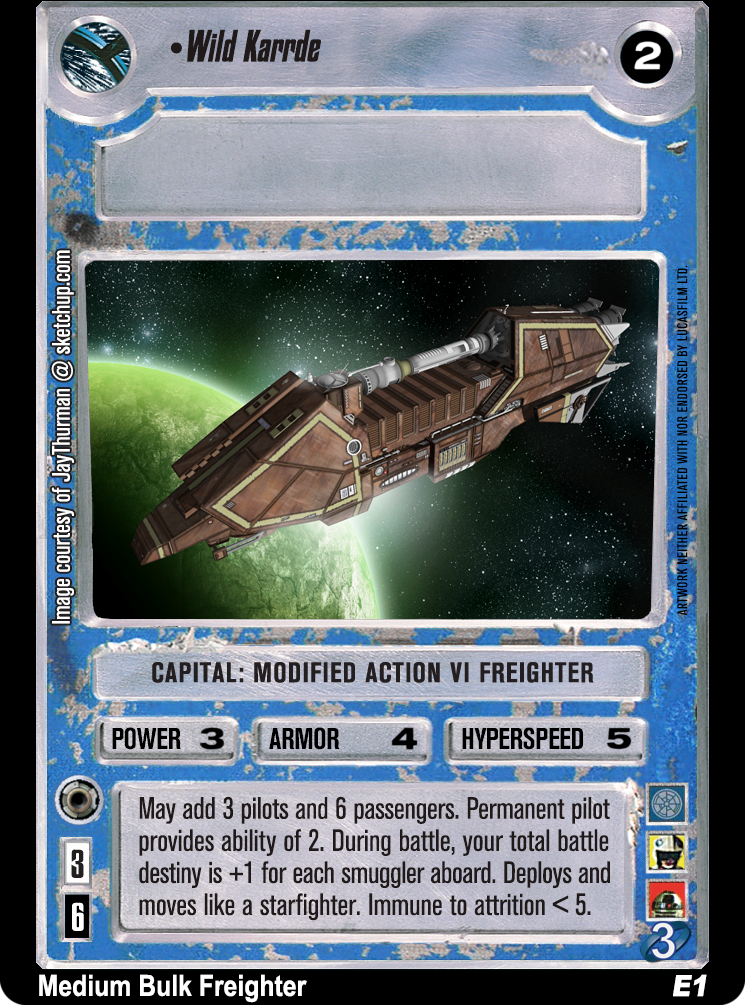 •Wild Karrde
2
Image courtesy of JayThurman @ sketchup.com
ARTWORK NEITHER AFFILIATED WITH NOR ENDORSED BY LUCASFILM LTD.
CAPITAL: MODIFIED ACTION VI FREIGHTER
POWER 3 ARMOR 4 HYPERSPEED 5
May add 3 pilots and 6 passengers. Permanent pilot
provides ability of 2. During battle, your total battle
destiny is +1 for each smuggler aboard. Deploys and
moves like a starfighter. Immune to attrition < 5.
3
6
3
Medium Bulk Freighter E1